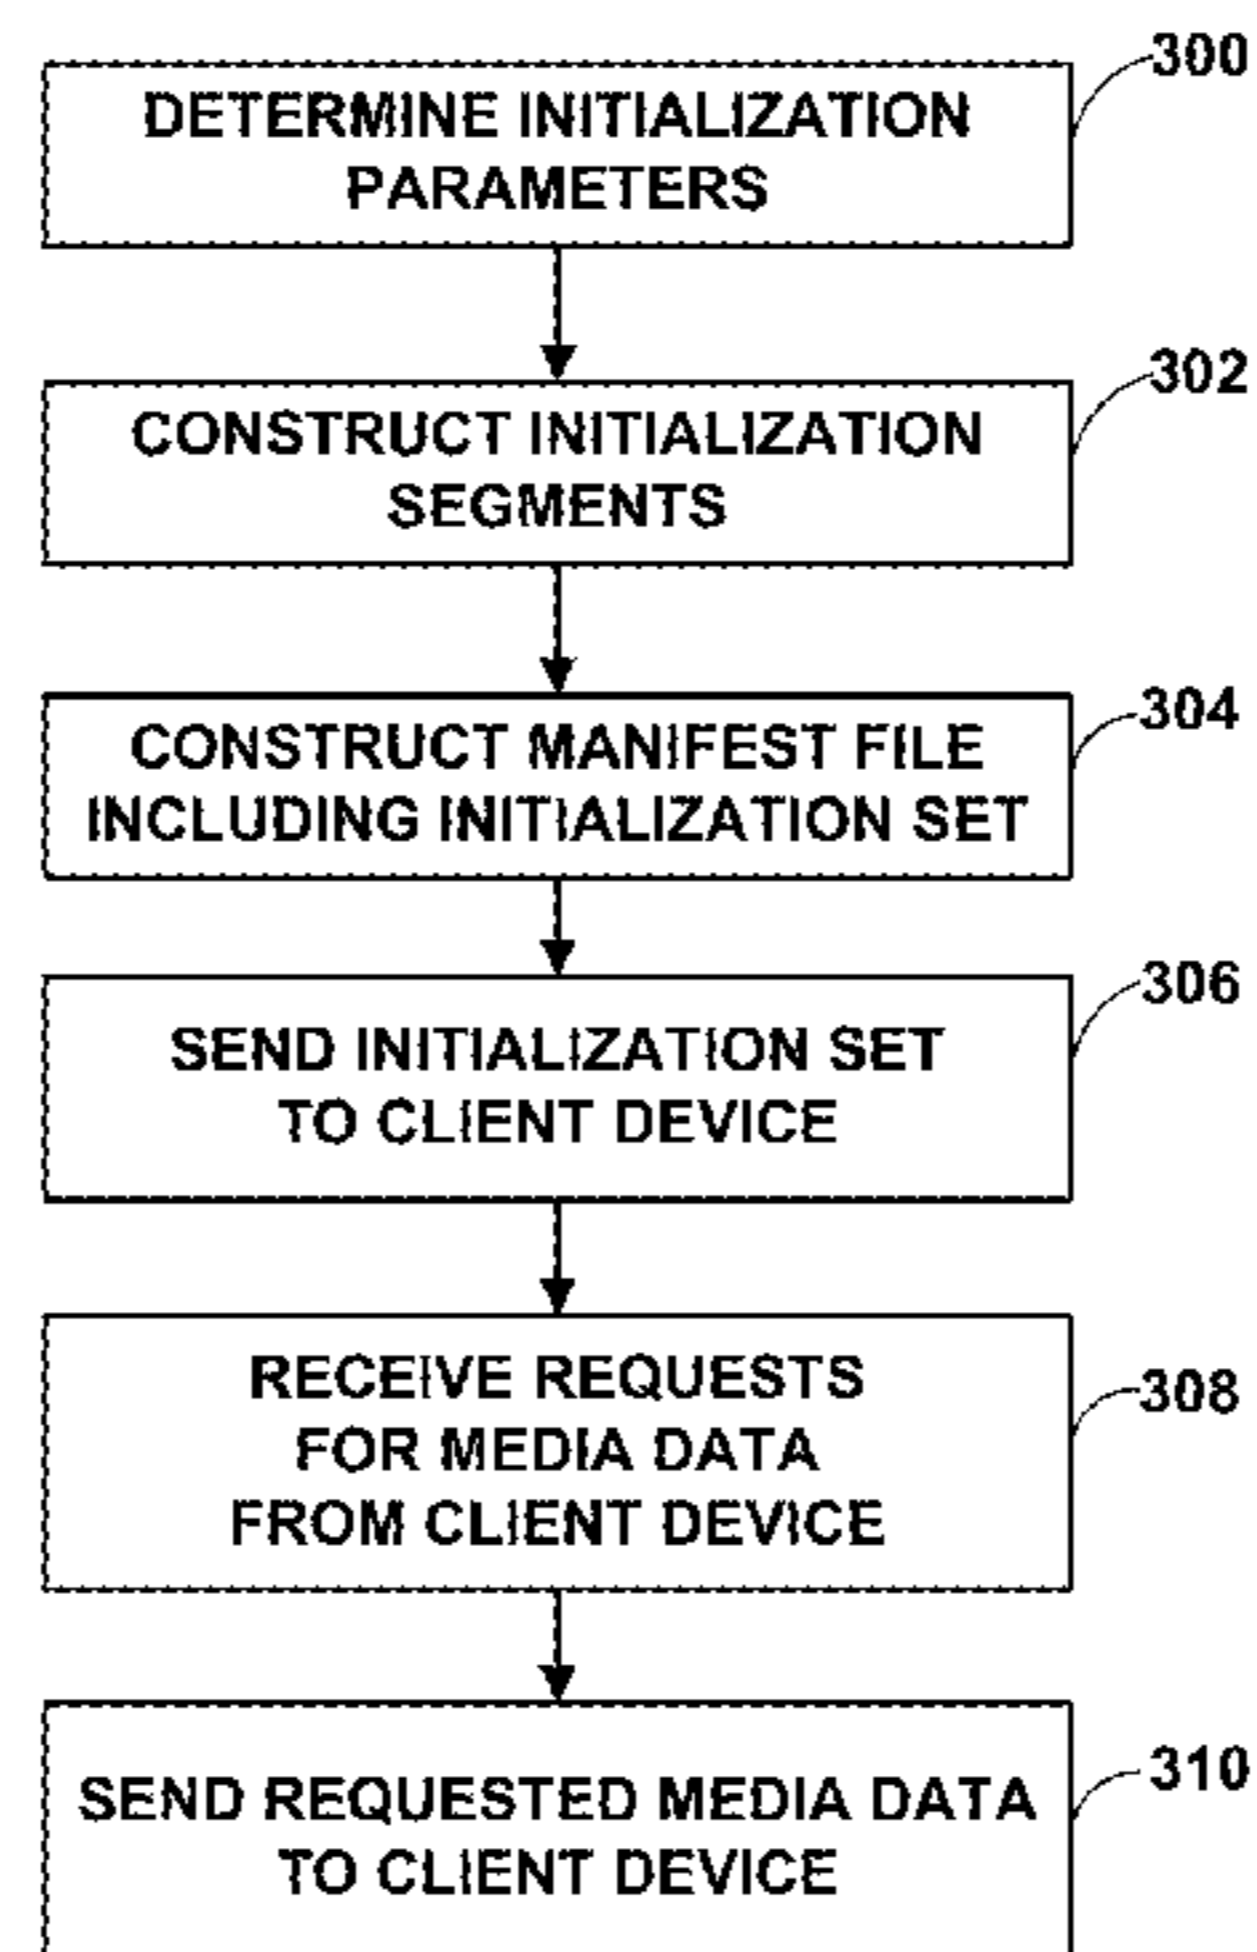 300
DETERMINE INITIALIZATION
PARAMETERS
302
CONSTRUCT INITIALIZATION
SEGMENTS
304
CONSTRUCT MANIFEST FILE
INCLUDING INITIALIZATION SET
306
SEND INITIALIZATION SET
TO CLIENT DEVICE
308
RECEIVE REQUESTS
FOR MEDIA DATA
FROM CLIENT DEVICE
310
SEND REQUESTED MEDIA DATA
TO CLIENT DEVICE